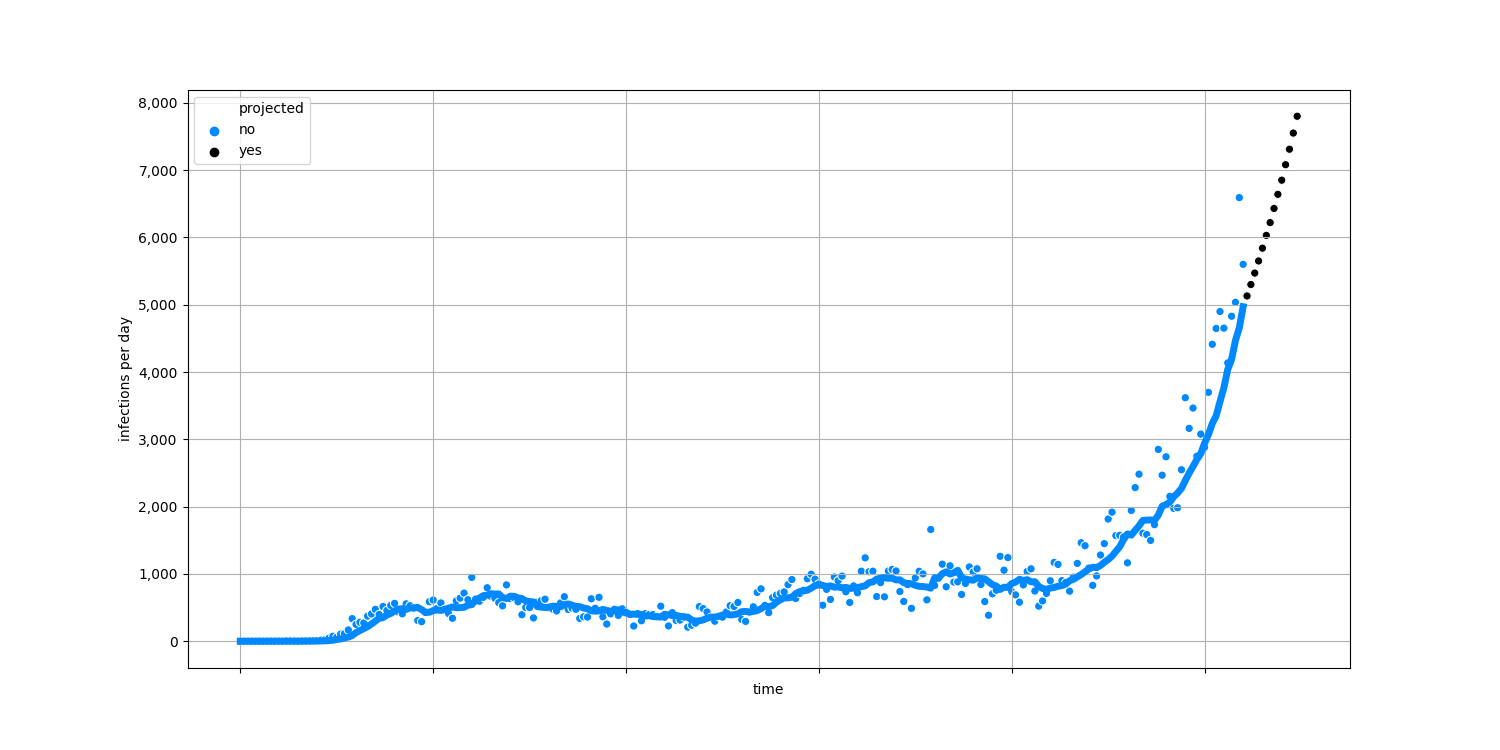 8,000
projected
no
yes
7,000
6,000
5,000
4,000
3,000
2,000
1,000
0
infections per day
time